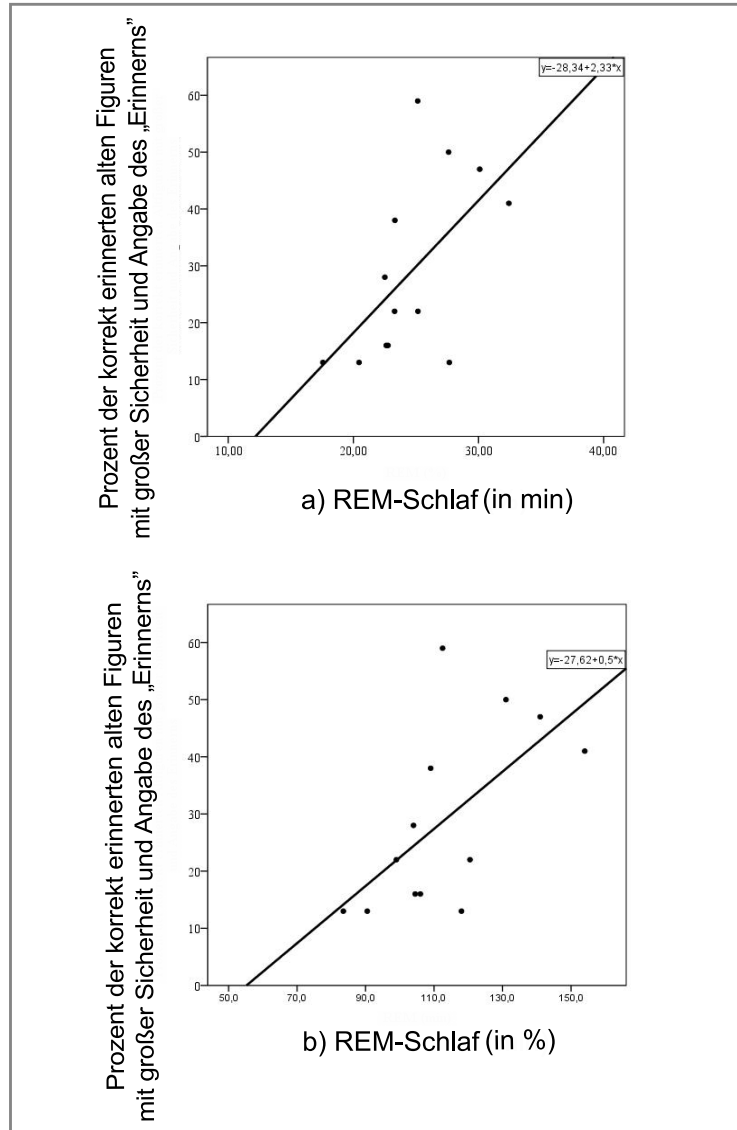 Prozent der korrekt erinnerten alten Figuren
mit großer Sicherheit und Angabe des „Erinnerns”
y=-28,34+2,33*x
60
50
40
30
20
10
0
10,00 20,00 30,00 40,00
a) REM-Schlaf (in min)
Prozent der korrekt erinnerten alten Figuren
mit großer Sicherheit und Angabe des „Erinnerns”
y=-27,62+0,5*x
60
50
40
30
20
10
0
50,0 70,0 90,0 110,0 130,0 150,0
b) REM-Schlaf (in %)